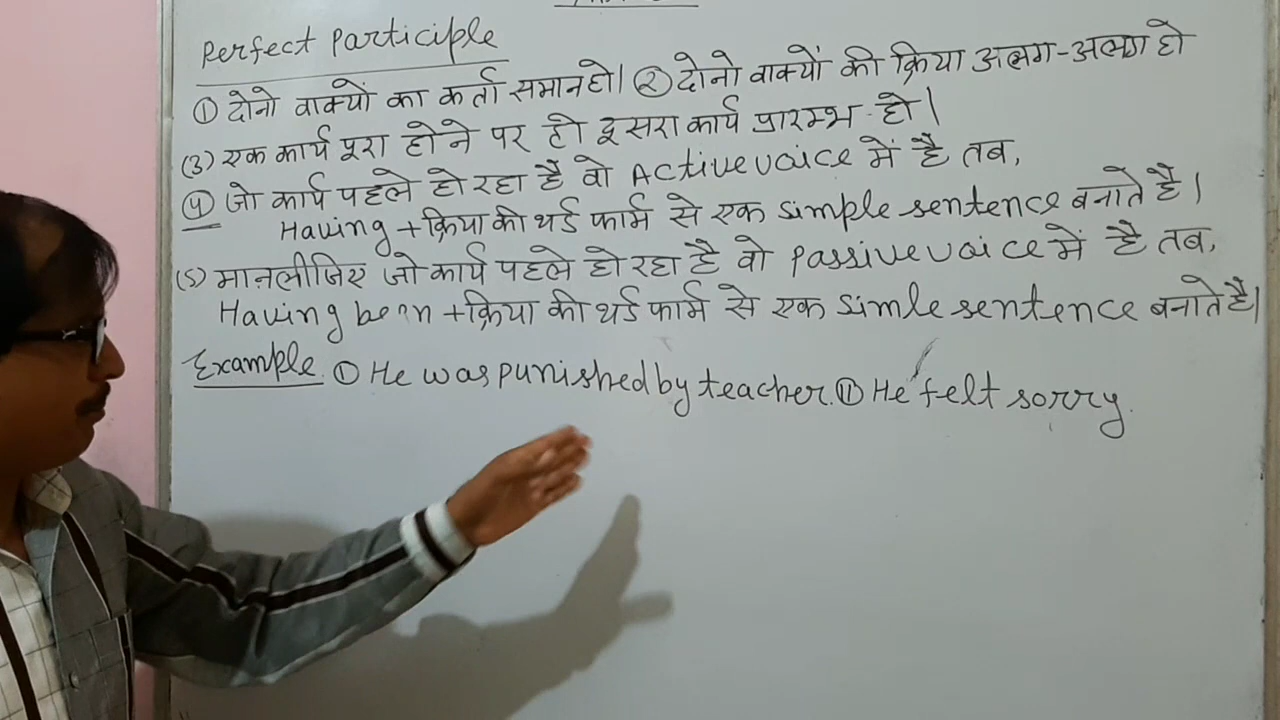 Perfect Participle
① दोनो वाक्यों का कर्ता समान हो। ② दोनो वाक्यों की क्रिया अलग-अलग हो
(3) एक कार्य पूरा होने पर ही दूसरा कार्य प्रारम्भ हो।
④ जो कार्य पहले हो रहा है वो Active voice में है तब,
Having + क्रिया की थर्ड फार्म से एक simple sentence बनाते है।
(5) मानलीजिए जो कार्य पहले हो रहा है वो passive voice में है तब,
Having been + क्रिया की थर्ड फार्म से एक simle sentence बनाते है।
Example. ① He was punished by teacher. ⑪ He felt sorry.